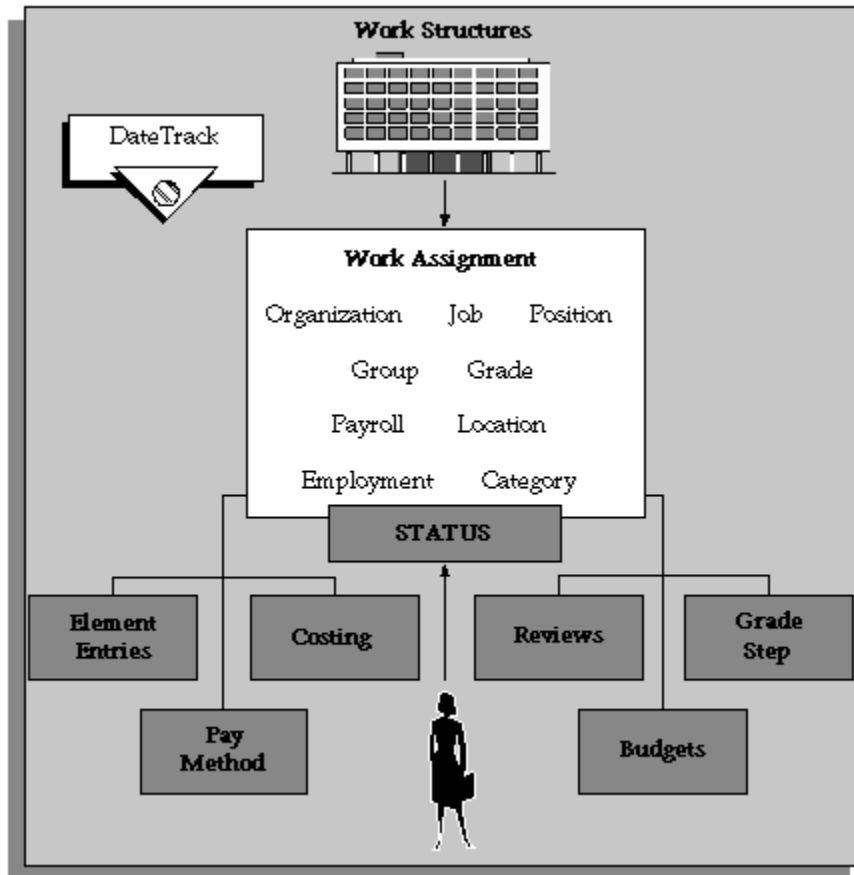 Work Structures
DateTrack
Work Assignment
Organization Job Position
Group Grade
Payroll Location
Employment Category
STATUS
Element
Entries
Costing
Reviews
Grade
Step
Pay
Method
Budgets